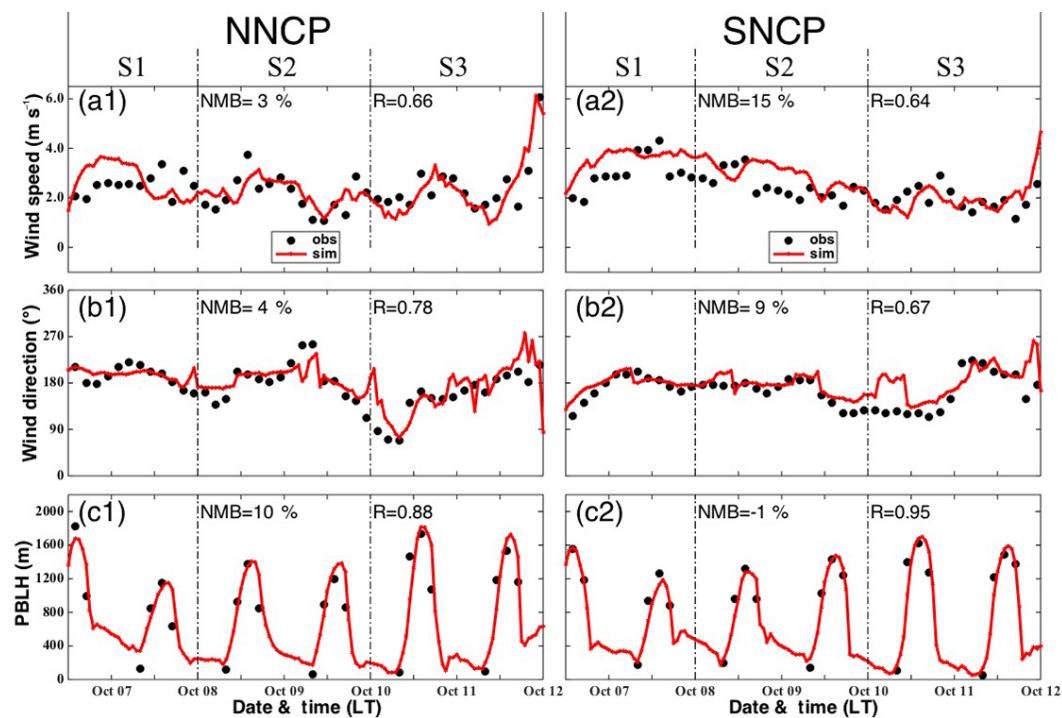 NNCP SNCP
S1 S2 S3 S1 S2 S3
(a1) NMB= 3 % R=0.66
(a2) NMB=15 % R=0.64
Wind speed (m s⁻¹)
6.0
4.0
2.0
0
obs
sim
obs
sim
(b1) NMB= 4 % R=0.78
(b2) NMB= 9 % R=0.67
Wind direction (°)
360
270
180
90
0
(c1) NMB=10 % R=0.88
(c2) NMB=-1 % R=0.95
PBLH (m)
2000
1600
1200
800
400
0
Oct 07 Oct 08 Oct 09 Oct 10 Oct 11 Oct 12
Oct 07 Oct 08 Oct 09 Oct 10 Oct 11 Oct 12
Date & time (LT) Date & time (LT)